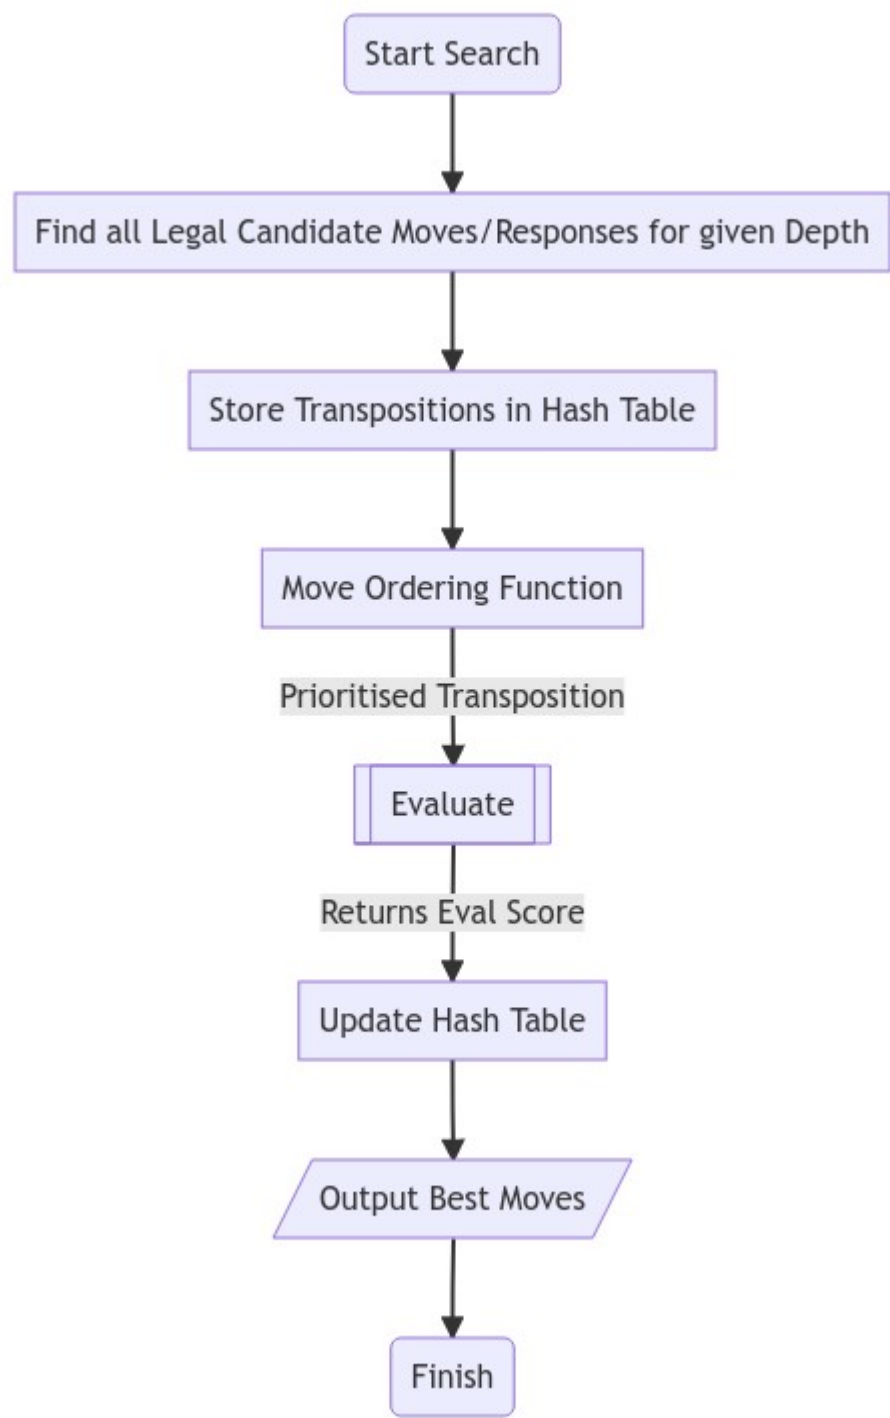 Start Search
Find all Legal Candidate Moves/Responses for given Depth
Store Transpositions in Hash Table
Move Ordering Function
Prioritised Transposition
Evaluate
Returns Eval Score
Update Hash Table
Output Best Moves
Finish